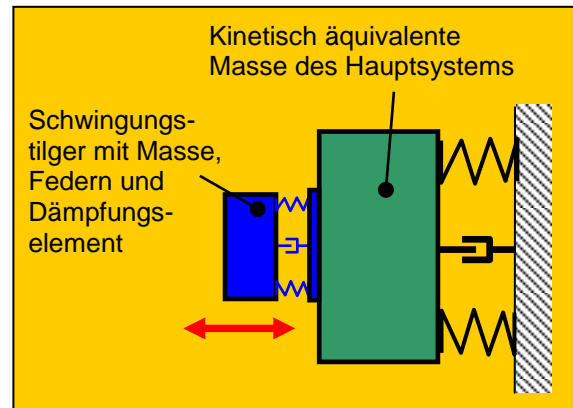 Kinetisch äquivalente
Masse des Hauptsystems
Schwingungs-
tilger mit Masse,
Federn und
Dämpfungs-
element